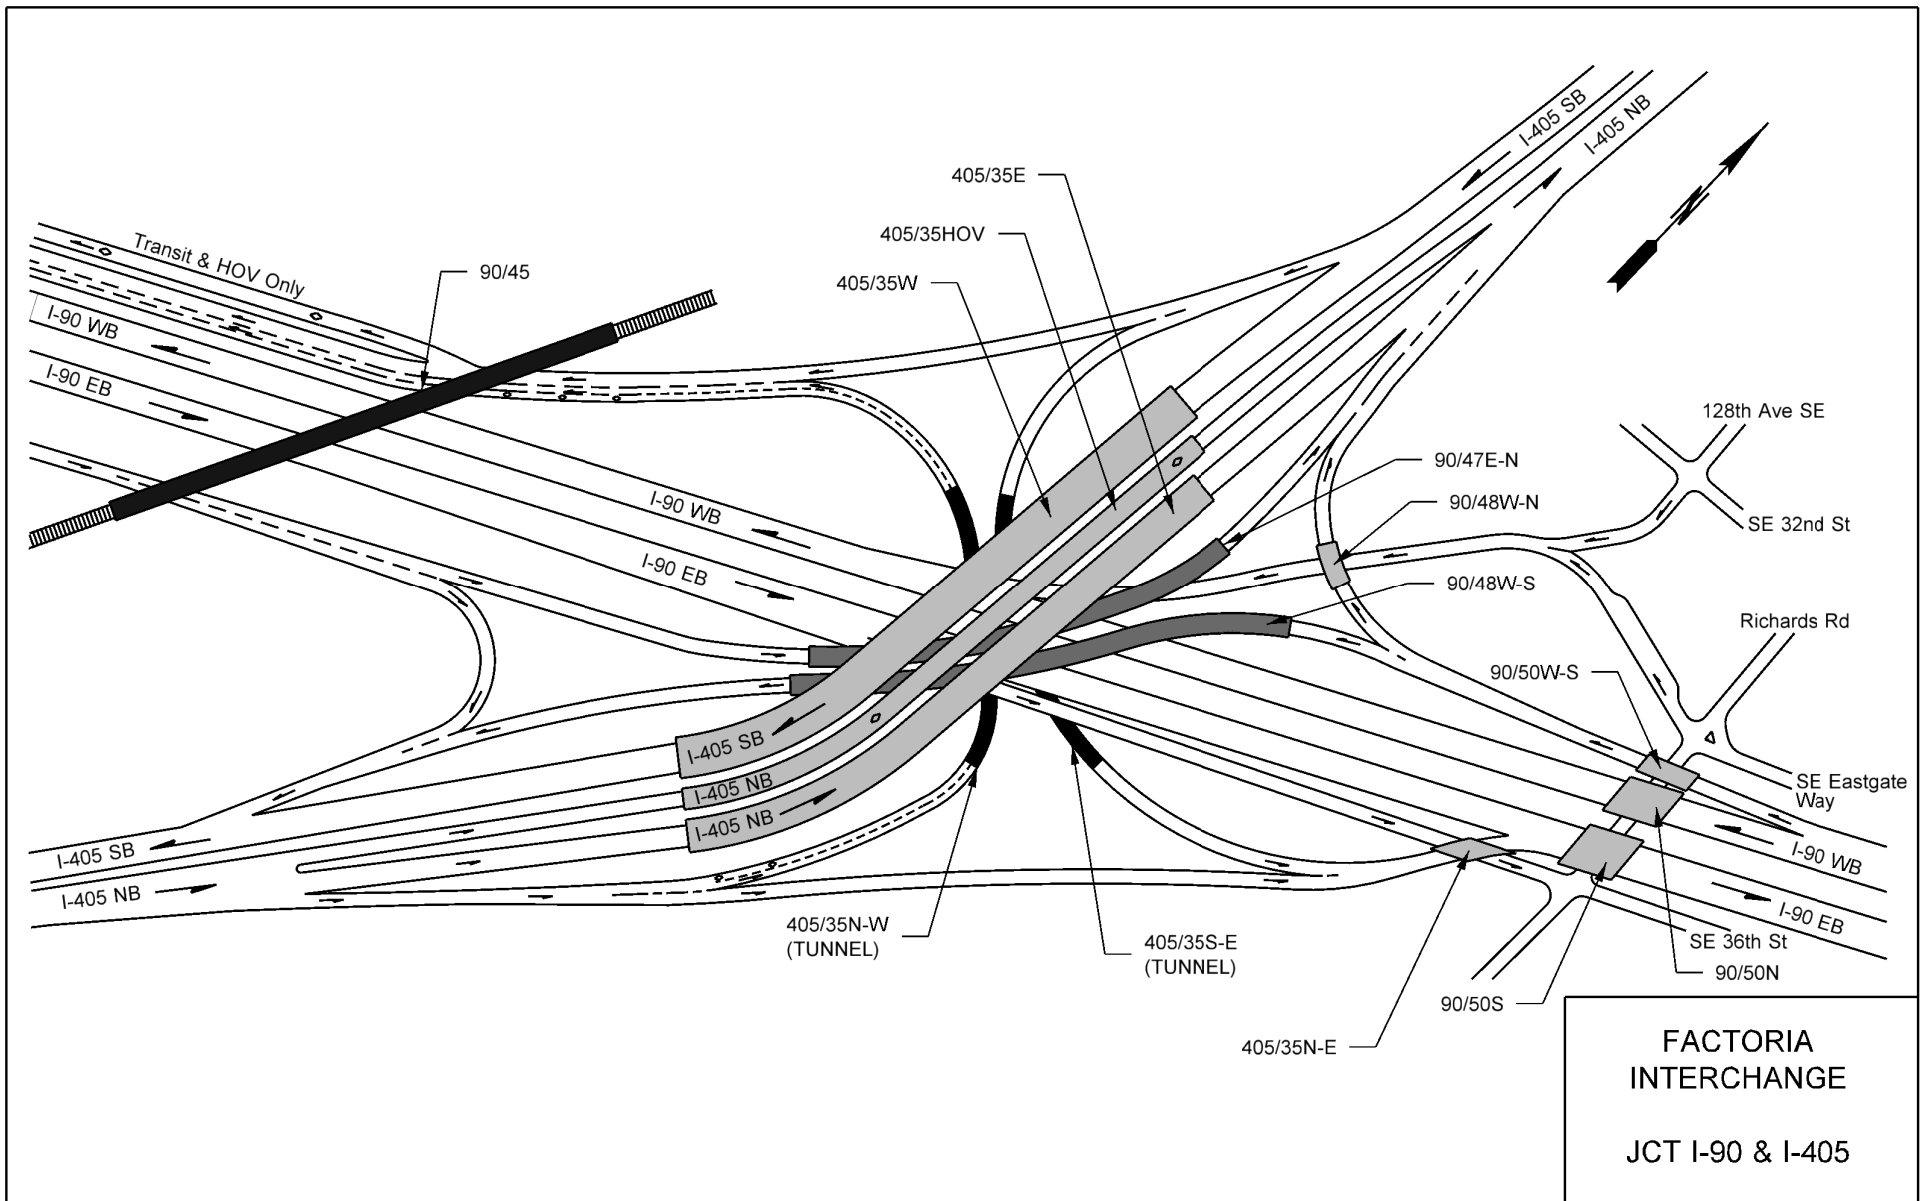 I-405 SB
I-405 NB
405/35E
405/35HOV
405/35W
Transit & HOV Only
90/45
I-90 WB
I-90 EB
I-90 WB
I-90 EB
128th Ave SE
90/47E-N
90/48W-N
SE 32nd St
90/48W-S
Richards Rd
90/50W-S
SE Eastgate
Way
I-405 SB
I-405 NB
I-405 NB
I-405 SB
I-405 NB
I-90 WB
I-90 EB
SE 36th St
405/35N-W
(TUNNEL)
405/35S-E
(TUNNEL)
90/50N
90/50S
405/35N-E
FACTORIA
INTERCHANGE
JCT I-90 & I-405